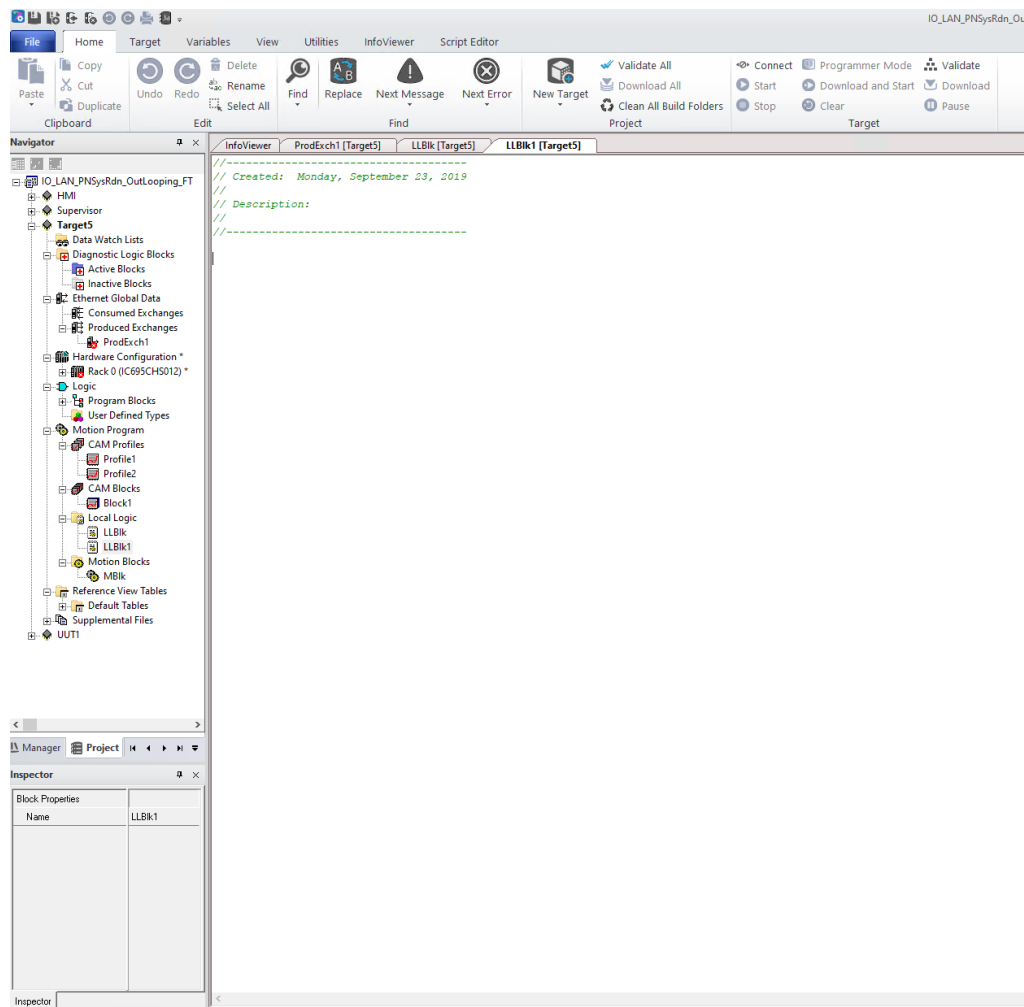 IO_LAN_PNSysRdn_Ou
File Home Target Variables View Utilities InfoViewer Script Editor
Paste
Copy
Cut
Duplicate
Clipboard
Undo Redo
Delete
Rename
Select All
Edit
Find Replace Next Message Next Error
Find
New Target
Validate All
Download All
Clean All Build Folders
Project
Connect Programmer Mode Validate
Start Download and Start Download
Stop Clear Pause
Target
Navigator
IO_LAN_PNSysRdn_OutLooping_FT
HMI
Supervisor
Target5
Data Watch Lists
Diagnostic Logic Blocks
Active Blocks
Inactive Blocks
Ethernet Global Data
Consumed Exchanges
Produced Exchanges
ProdExch1
Hardware Configuration *
Rack 0 (IC695CHS012) *
Logic
Program Blocks
User Defined Types
Motion Program
CAM Profiles
Profile1
Profile2
CAM Blocks
Block1
Local Logic
LLBlk
LLBlk1
Motion Blocks
MBlk
Reference View Tables
Default Tables
Supplemental Files
UUT1
Manager Project
Inspector
Block Properties
Name LLBlk1
Inspector
InfoViewer ProdExch1 [Target5] LLBlk [Target5] LLBlk1 [Target5]
//-------------------------------------
// Created: Monday, September 23, 2019
//
// Description:
//
//-------------------------------------